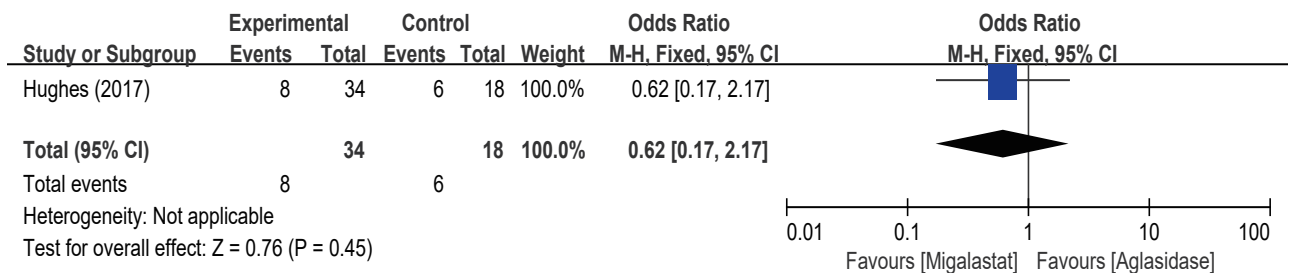 Experimental Control Odds Ratio Odds Ratio
Study or Subgroup Events Total Events Total Weight M-H, Fixed, 95% CI M-H, Fixed, 95% CI
Hughes (2017) 8 34 6 18 100.0% 0.62 [0.17, 2.17]
Total (95% CI) 34 18 100.0% 0.62 [0.17, 2.17]
Total events 8 6
Heterogeneity: Not applicable
Test for overall effect: Z = 0.76 (P = 0.45)
0.01 0.1 1 10 100
Favours [Migalastat] Favours [Aglasidase]